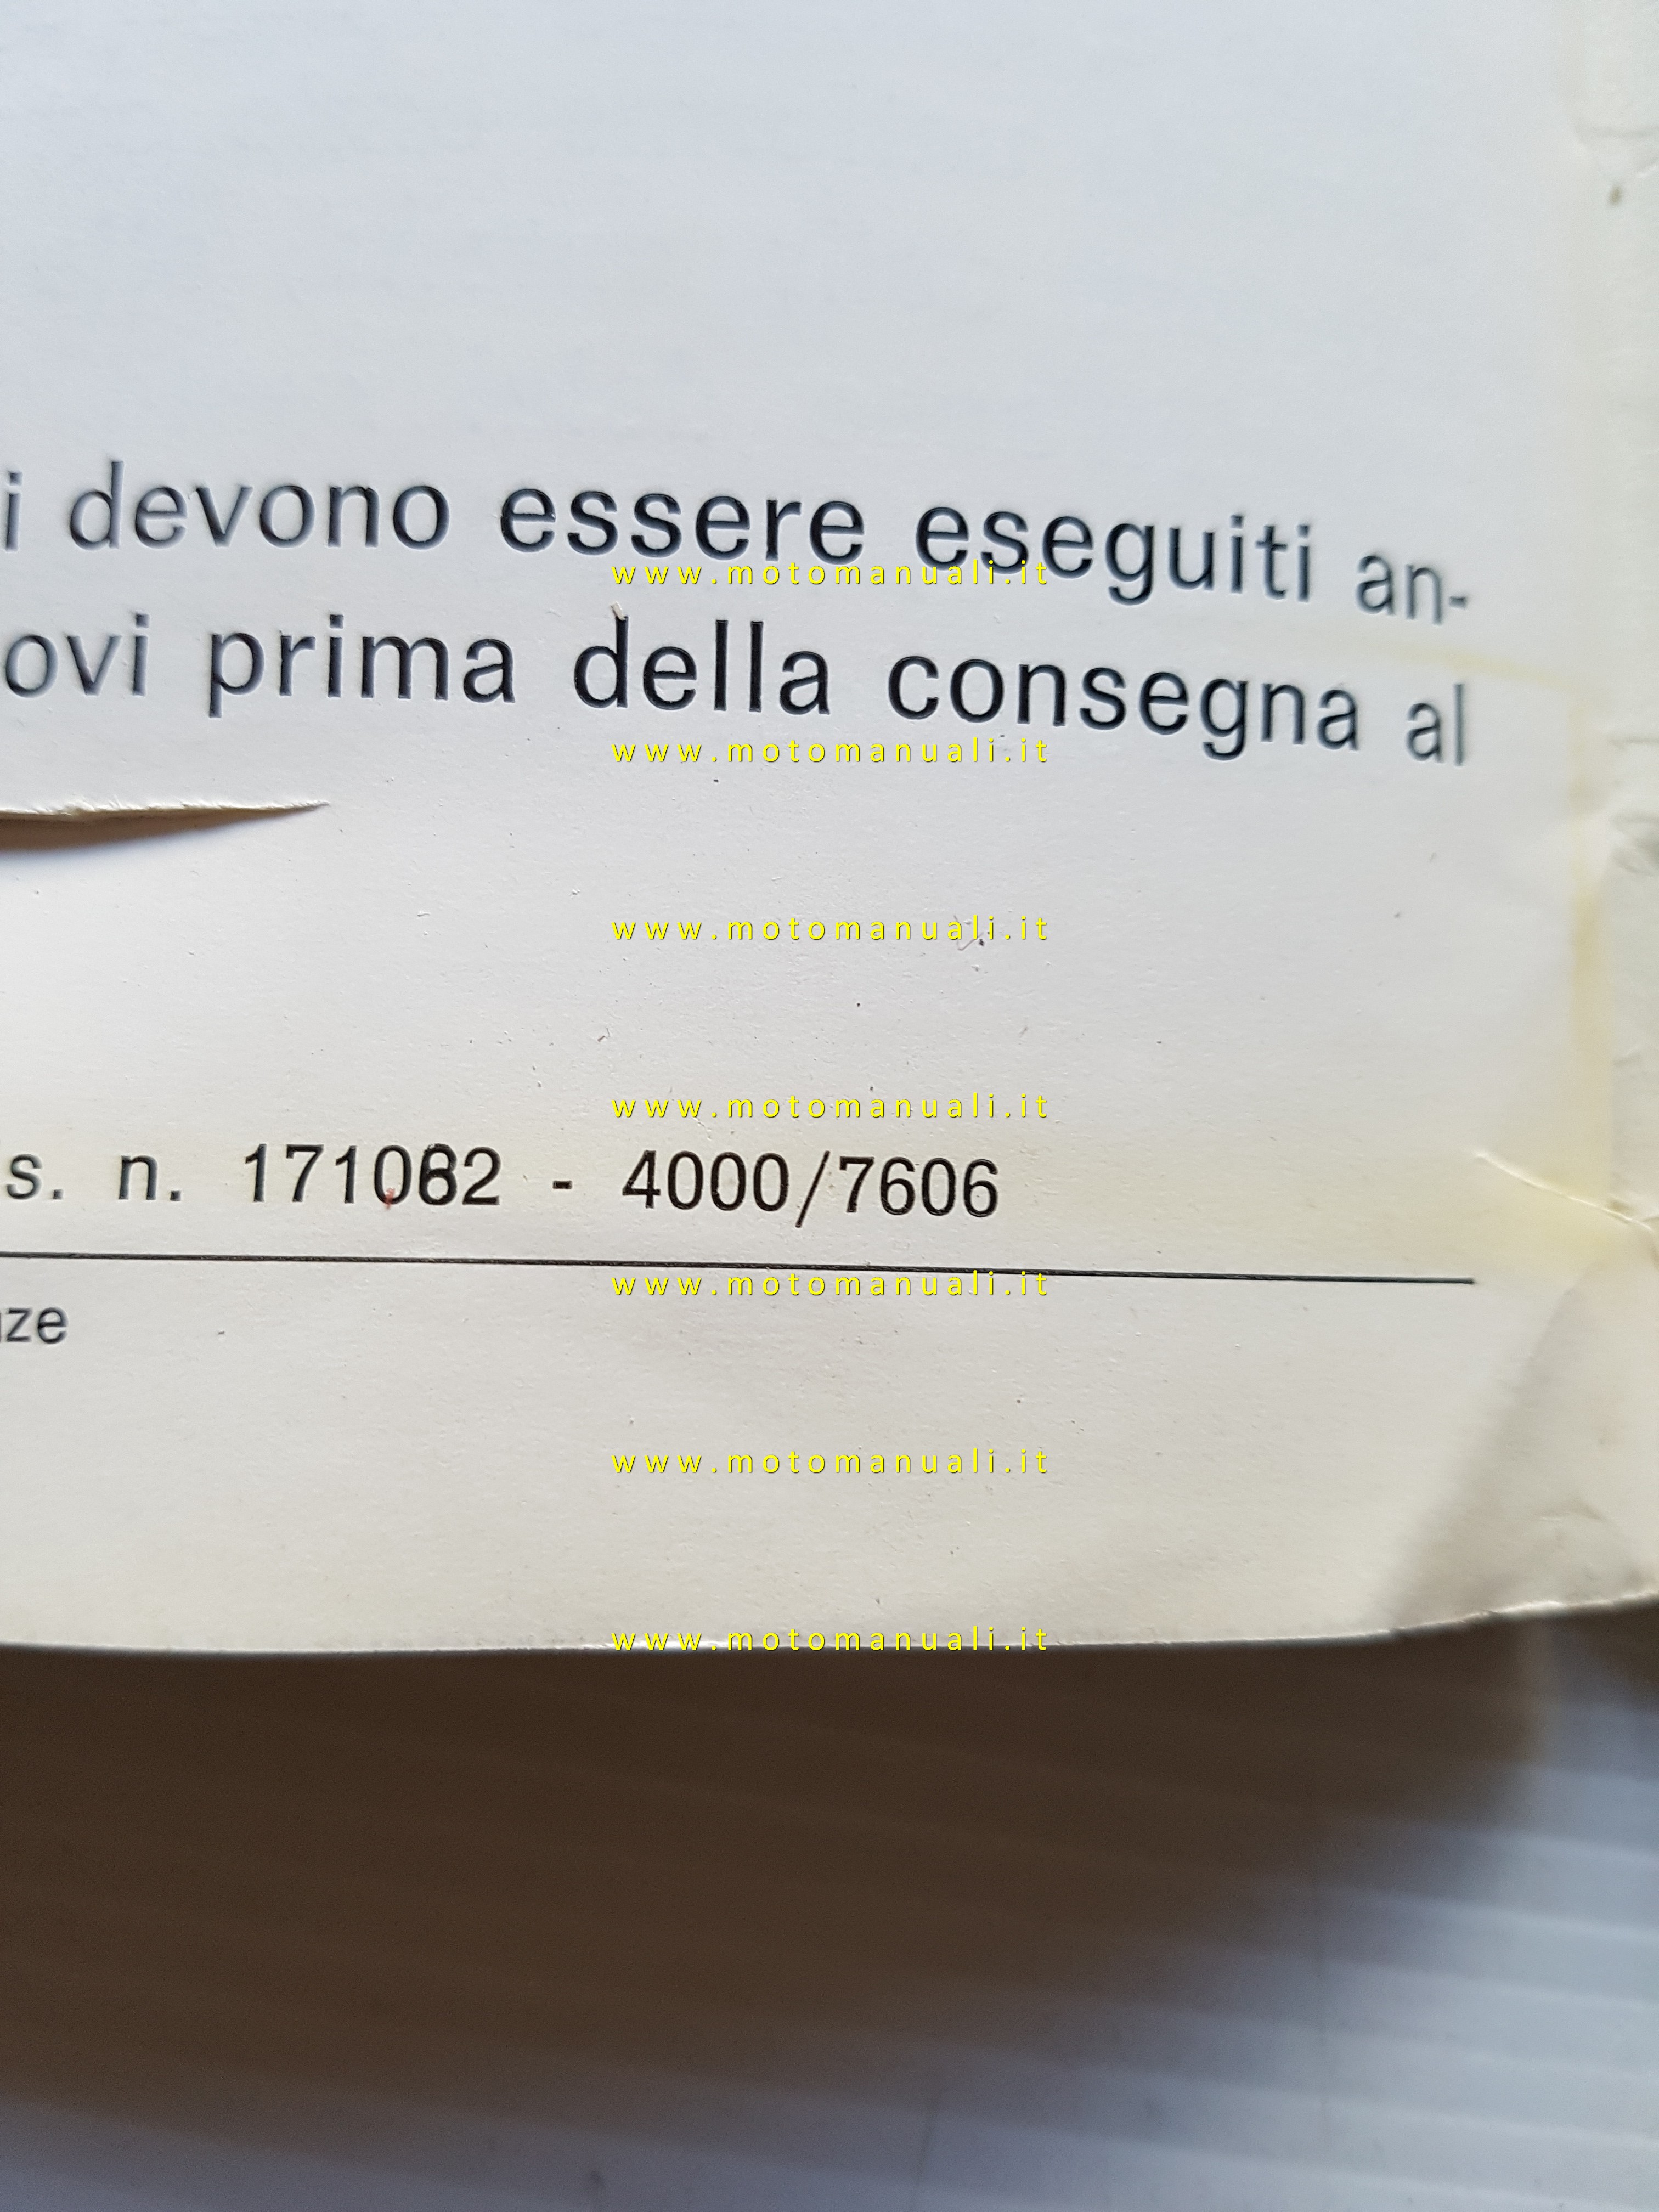 i devono essere eseguiti an-
www.motomanuali.it
ovi prima della consegna al
www.motomanuali.it
www.motomanuali.it
www.motomanuali.it
s. n. 171082 - 4000/7606
www.motomanuali.it
ze
www.motomanuali.it
www.motomanuali.it